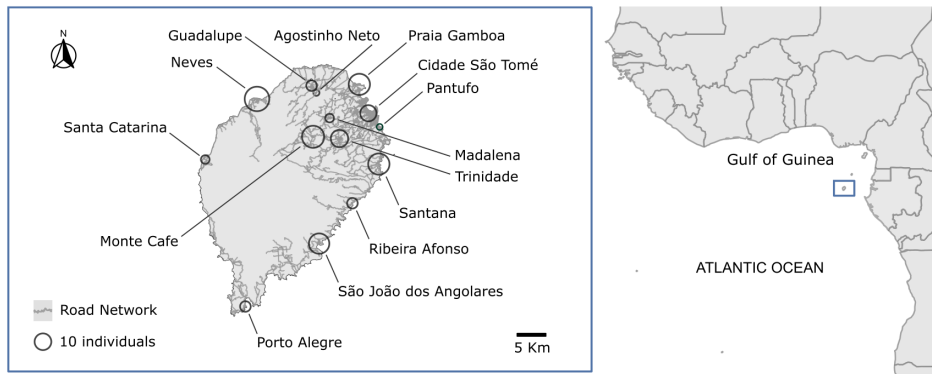 N
Guadalupe
Agostinho Neto
Praia Gamboa
Neves
Cidade São Tomé
Pantufo
Santa Catarina
Madalena
Trinidade
Santana
Monte Cafe
Ribeira Afonso
São João dos Angolares
Road Network
10 individuals
Porto Alegre
5 Km
Gulf of Guinea
ATLANTIC OCEAN